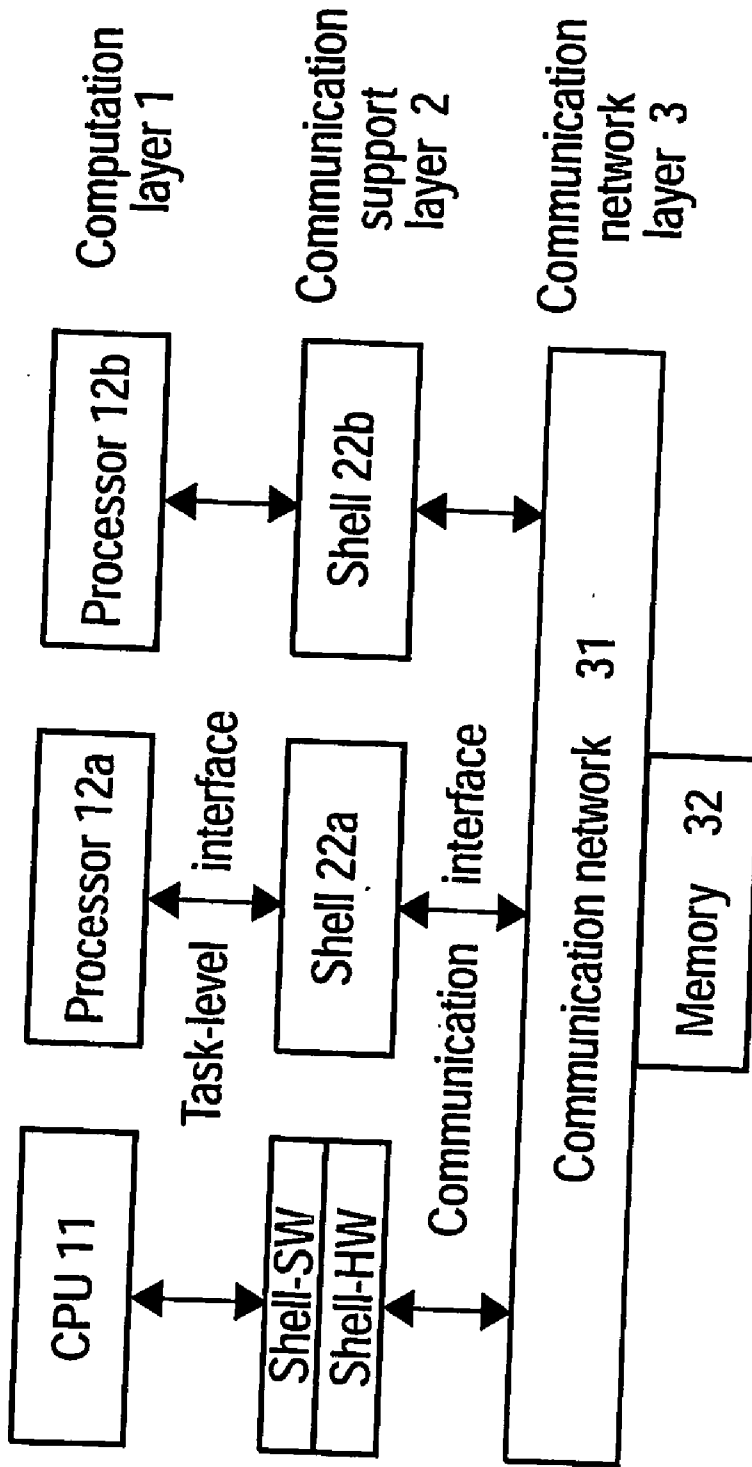 CPU 11
Processor 12a
Processor 12b
Computation
layer 1
Task-level
interface
Shell-SW
Shell-HW
Shell 22a
Shell 22b
Communication
support
layer 2
Communication
interface
Communication network 31
Communication
network
layer 3
Memory 32